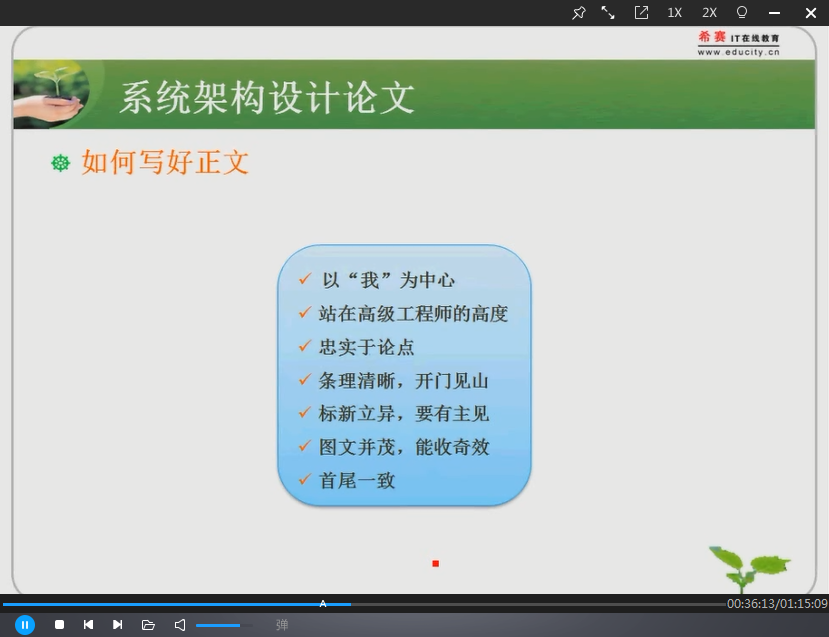 1X 2X
希赛 IT在线教育
www.educity.cn
系统架构设计论文
如何写好正文
以“我”为中心
站在高级工程师的高度
忠实于论点
条理清晰，开门见山
标新立异，要有主见
图文并茂，能收奇效
首尾一致
A
00:36:13/01:15:09
弹